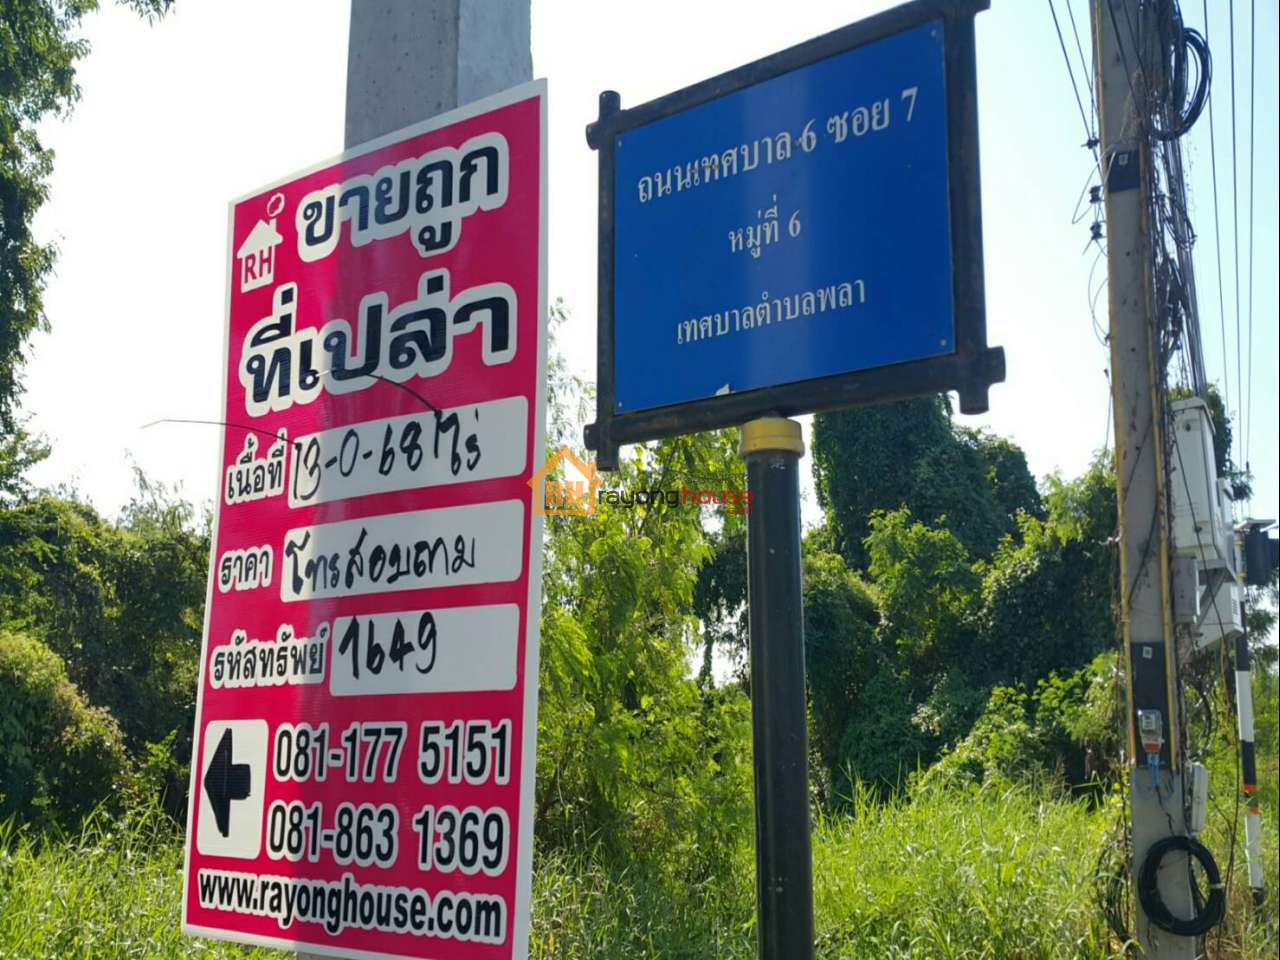 RH
ขายถูก
ที่เปล่า
เนื้อที่ 13-0-68 ไร่
ราคา โทรสอบถาม
รหัสทรัพย์ 1649
081-177 5151
081-863 1369
www.rayonghouse.com
ถนนเทศบาล 6 ซอย 7
หมู่ที่ 6
เทศบาลตำบลพลา
RH rayonghouse